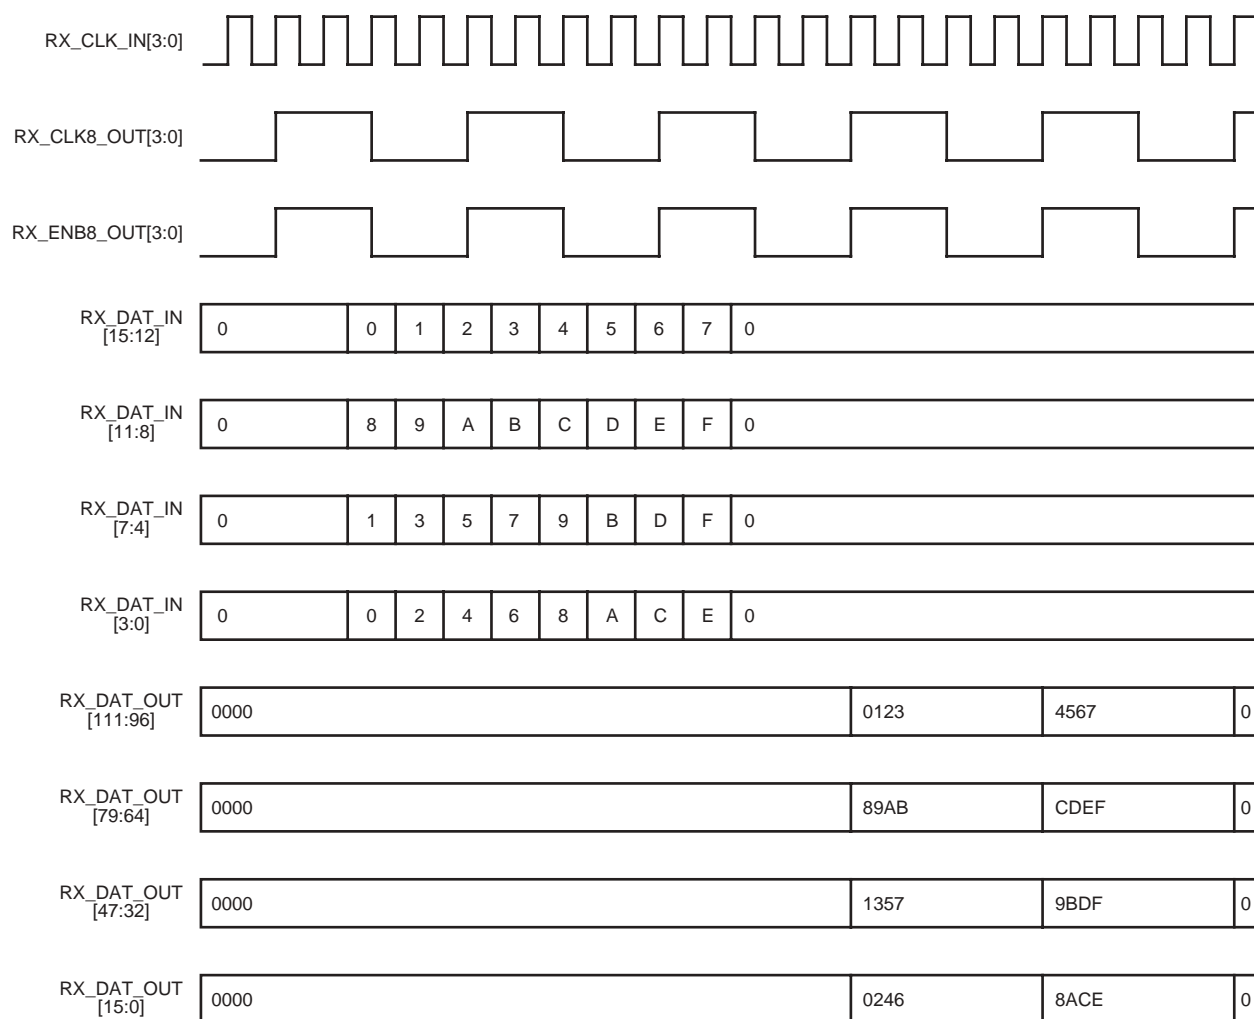 RX_CLK_IN[3:0]
RX_CLK8_OUT[3:0]
RX_ENB8_OUT[3:0]
RX_DAT_IN
[15:12]
0 0 1 2 3 4 5 6 7 0
RX_DAT_IN
[11:8]
0 8 9 A B C D E F 0
RX_DAT_IN
[7:4]
0 1 3 5 7 9 B D F 0
RX_DAT_IN
[3:0]
0 0 2 4 6 8 A C E 0
RX_DAT_OUT
[111:96]
0000 0123 4567 0
RX_DAT_OUT
[79:64]
0000 89AB CDEF 0
RX_DAT_OUT
[47:32]
0000 1357 9BDF 0
RX_DAT_OUT
[15:0]
0000 0246 8ACE 0